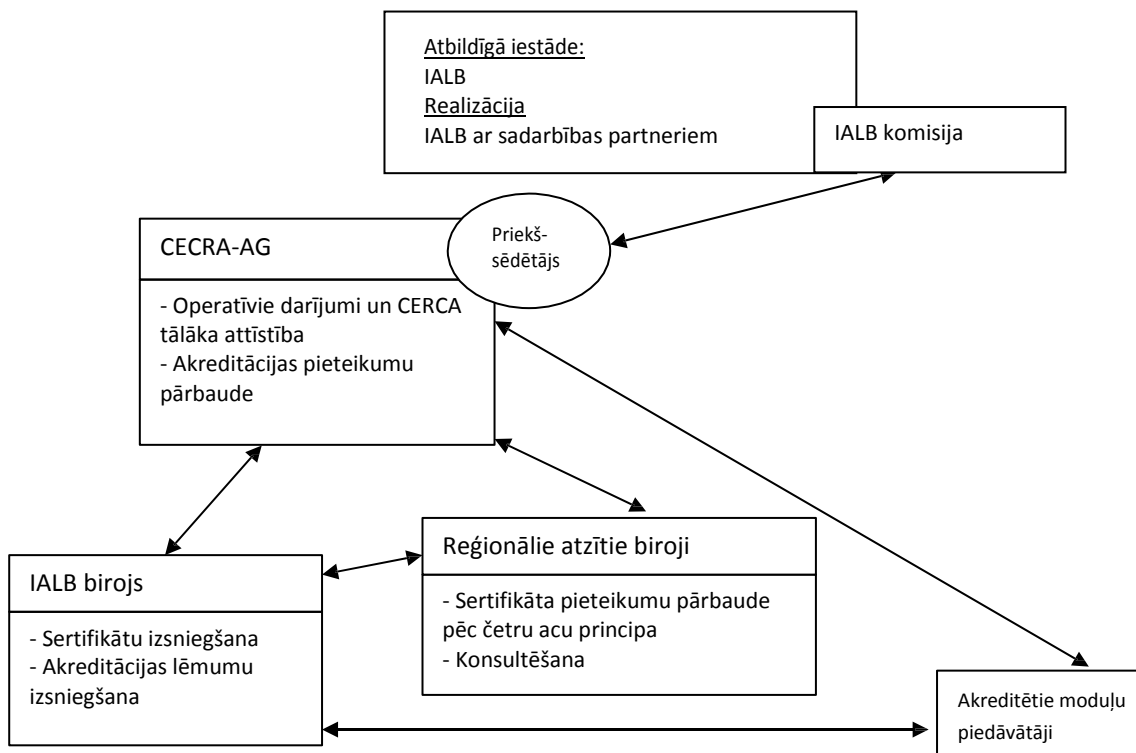 Atbildīgā iestāde:
IALB
Realizācija
IALB ar sadarbības partneriem
IALB komisija
Priekš-
sēdētājs
CECRA-AG
- Operatīvie darījumi un CERCA
tālāka attīstība
- Akreditācijas pieteikumu
pārbaude
Reģionālie atzītie biroji
- Sertifikāta pieteikumu pārbaude
pēc četru acu principa
- Konsultēšana
IALB birojs
- Sertifikātu izsniegšana
- Akreditācijas lēmumu
izsniegšana
Akreditētie moduļu
piedāvātāji